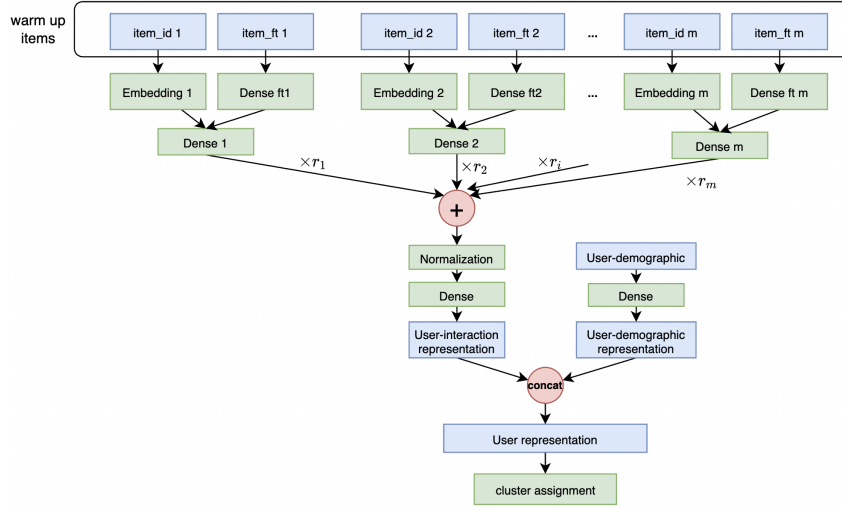 warm up
items
item_id 1
item_ft 1
item_id 2
item_ft 2
...
item_id m
item_ft m
Embedding 1
Dense ft1
Embedding 2
Dense ft2
...
Embedding m
Dense ft m
Dense 1
Dense 2
Dense m
×r₁
×r₂
×rᵢ
×rₘ
+
Normalization
User-demographic
Dense
Dense
User-interaction
representation
User-demographic
representation
concat
User representation
cluster assignment